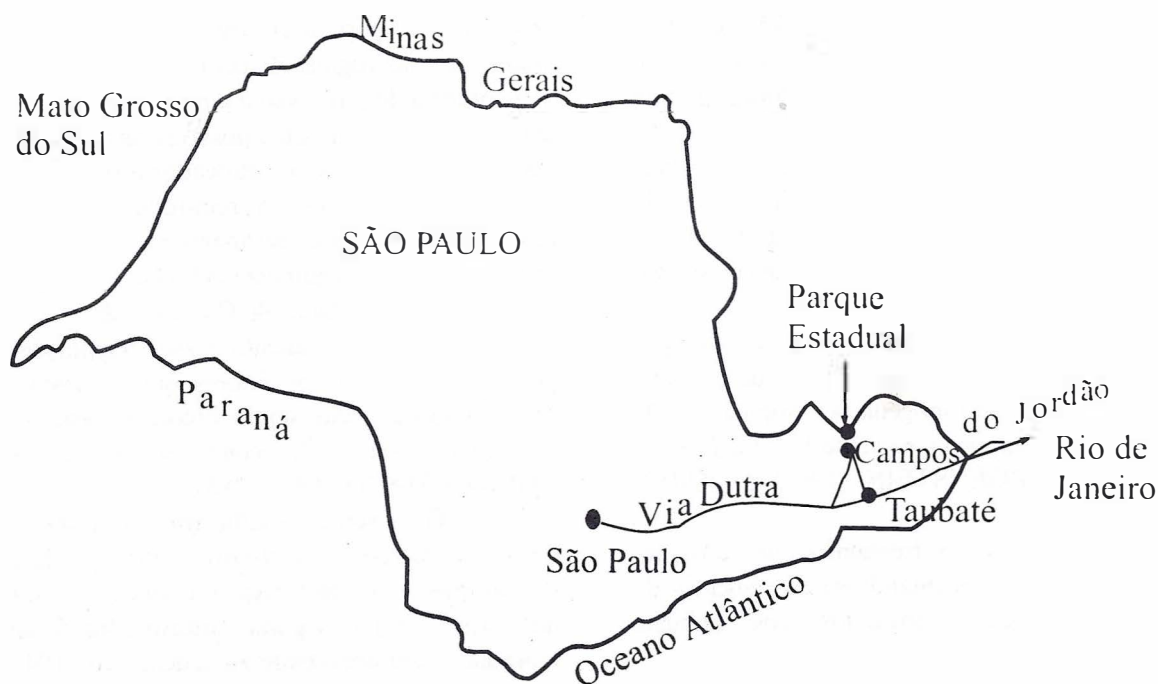 Minas
Gerais
Mato Grosso
do Sul
SÃO PAULO
Parque
Estadual
Paraná
Campos
do Jordão
Rio de
Janeiro
Via Dutra
Taubaté
São Paulo
Oceano Atlântico